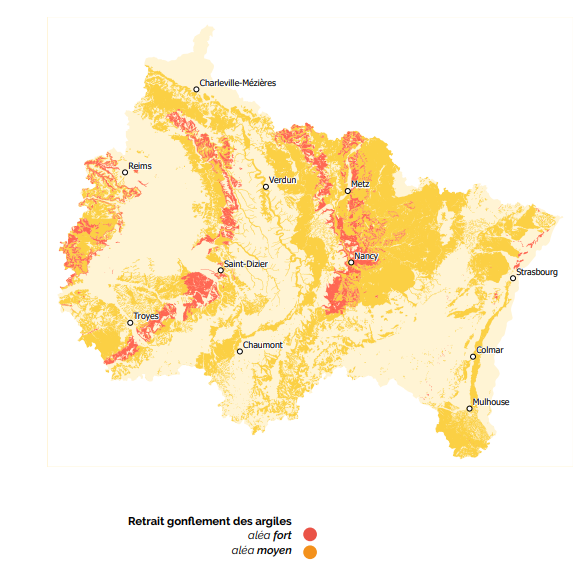 Charleville-Mézières
Reims
Verdun
Metz
Nancy
Saint-Dizier
Strasbourg
Troyes
Chaumont
Colmar
Mulhouse
Retrait gonflement des argiles
aléa fort
aléa moyen